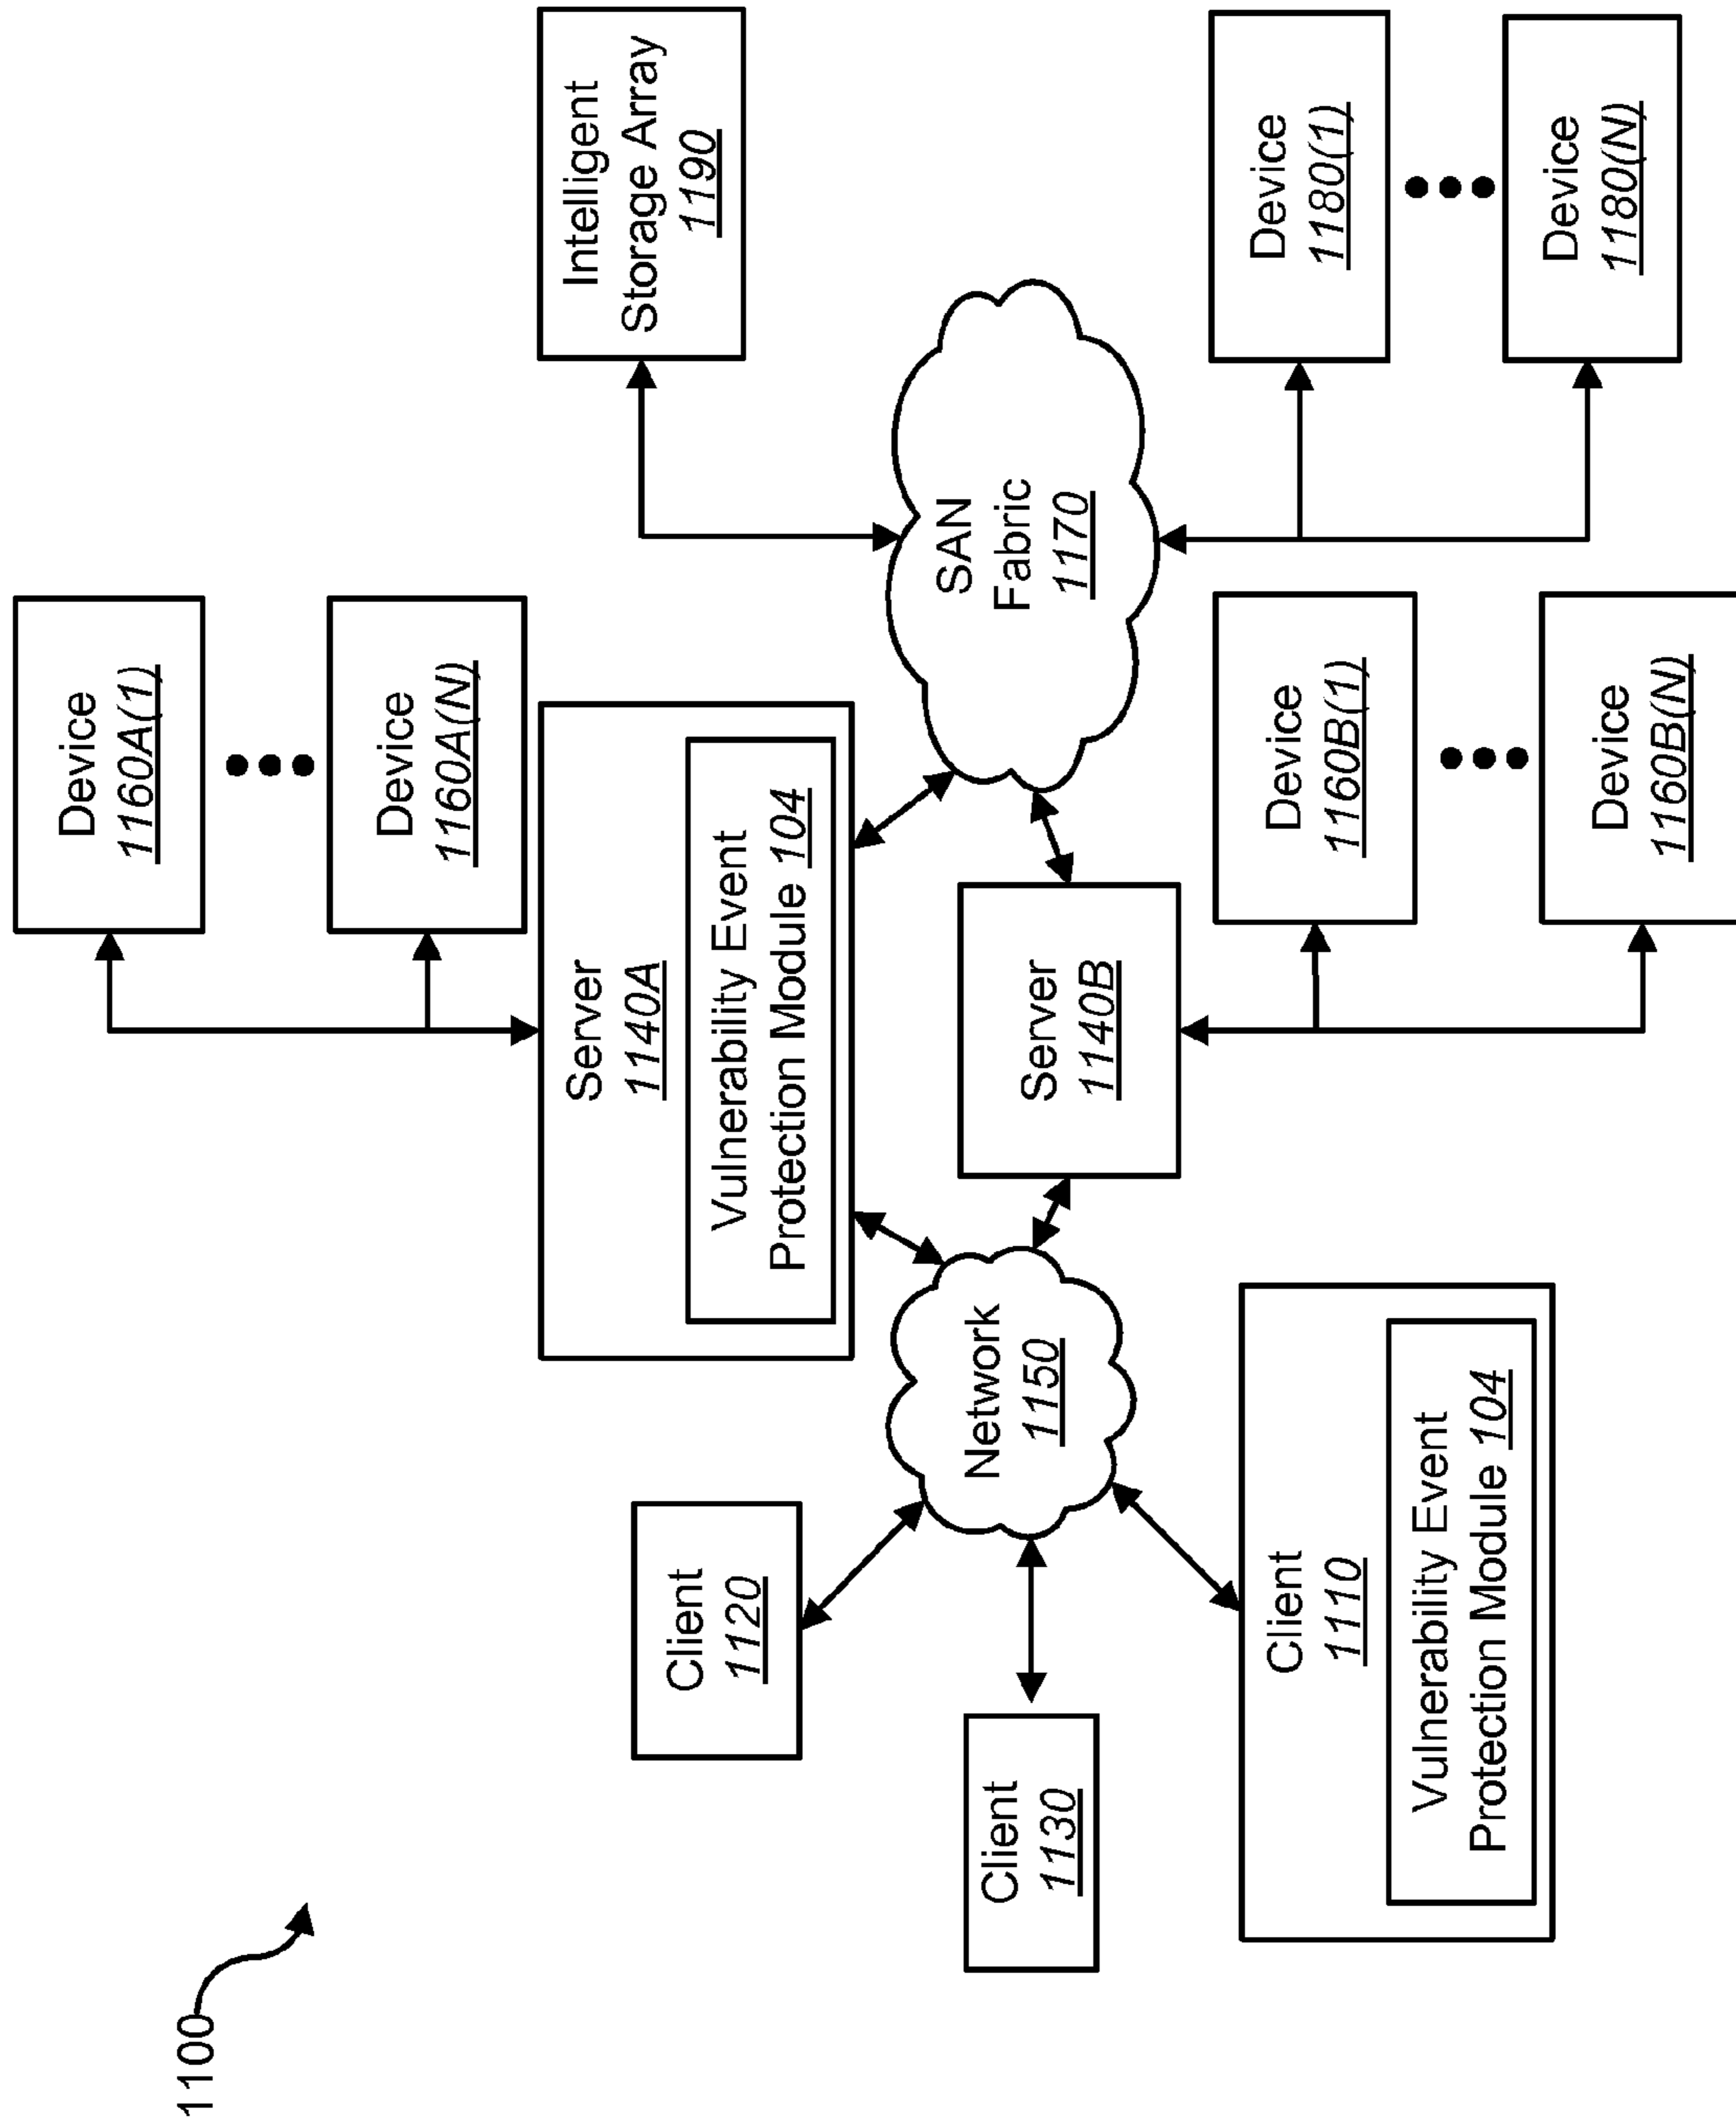 1100
Device
1160A(1)
Device
1160A(N)
Intelligent
Storage Array
1190
Server
1140A
Vulnerability Event
Protection Module 104
Client
1120
Client
1130
Network
1150
Server
1140B
SAN
Fabric
1170
Client
1110
Vulnerability Event
Protection Module 104
Device
1160B(1)
Device
1160B(N)
Device
1180(1)
Device
1180(N)